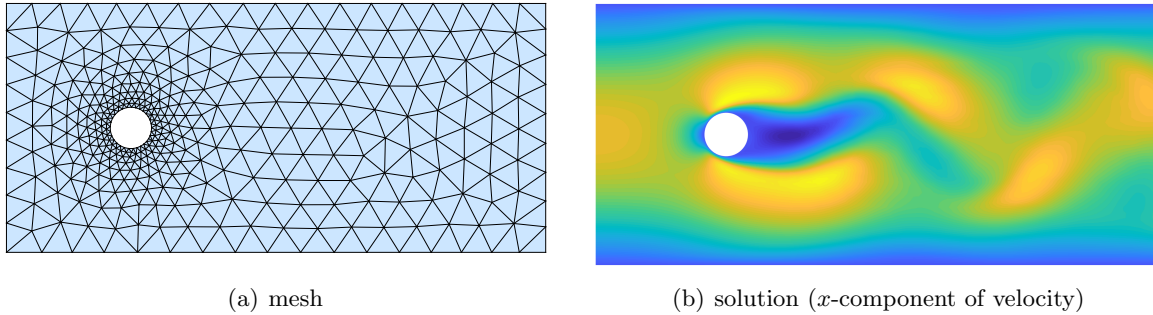 (a) mesh
(b) solution (x-component of velocity)